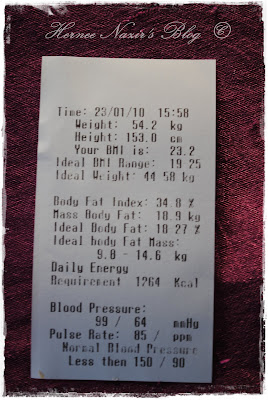 Hernee Nazir's Blog ©
Time: 23/01/10 15:58
Weight: 54.2 kg
Height: 153.0 cm
Your BMI is: 23.2
Ideal BMI Range: 19 25
Ideal Weight: 44 58 kg
Body Fat Index: 34.8 %
Mass Body Fat: 18.9 kg
Ideal Body Fat: 18 27 %
Ideal body Fat Mass:
9.8 - 14.6 kg
Daily Energy
Requirement 1264 Kcal
Blood Pressure:
99 / 64 mmHg
Pulse Rate: 85 / ppm
Normal Blood Pressure
Less then 150 / 90